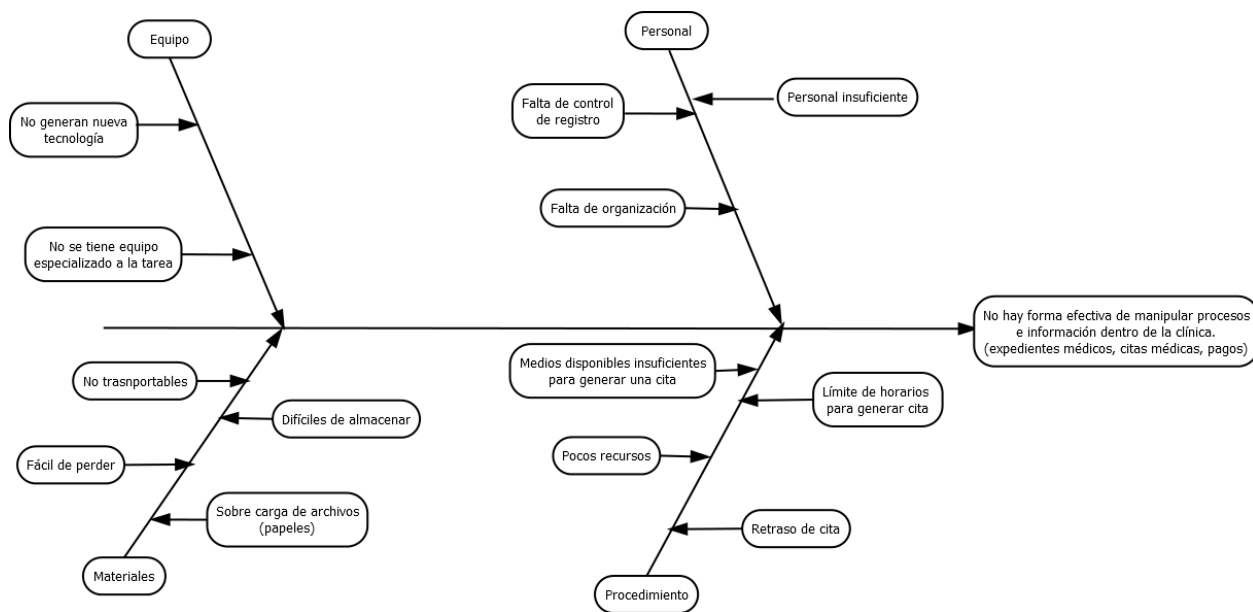 Equipo
No generan nueva
tecnología
No se tiene equipo
especializado a la tarea
Personal
Personal insuficiente
Falta de control
de registro
Falta de organización
No hay forma efectiva de manipular procesos
e información dentro de la clínica.
(expedientes médicos, citas médicas, pagos)
No trasnportables
Difíciles de almacenar
Fácil de perder
Sobre carga de archivos
(papeles)
Materiales
Medios disponibles insuficientes
para generar una cita
Límite de horarios
para generar cita
Pocos recursos
Retraso de cita
Procedimiento